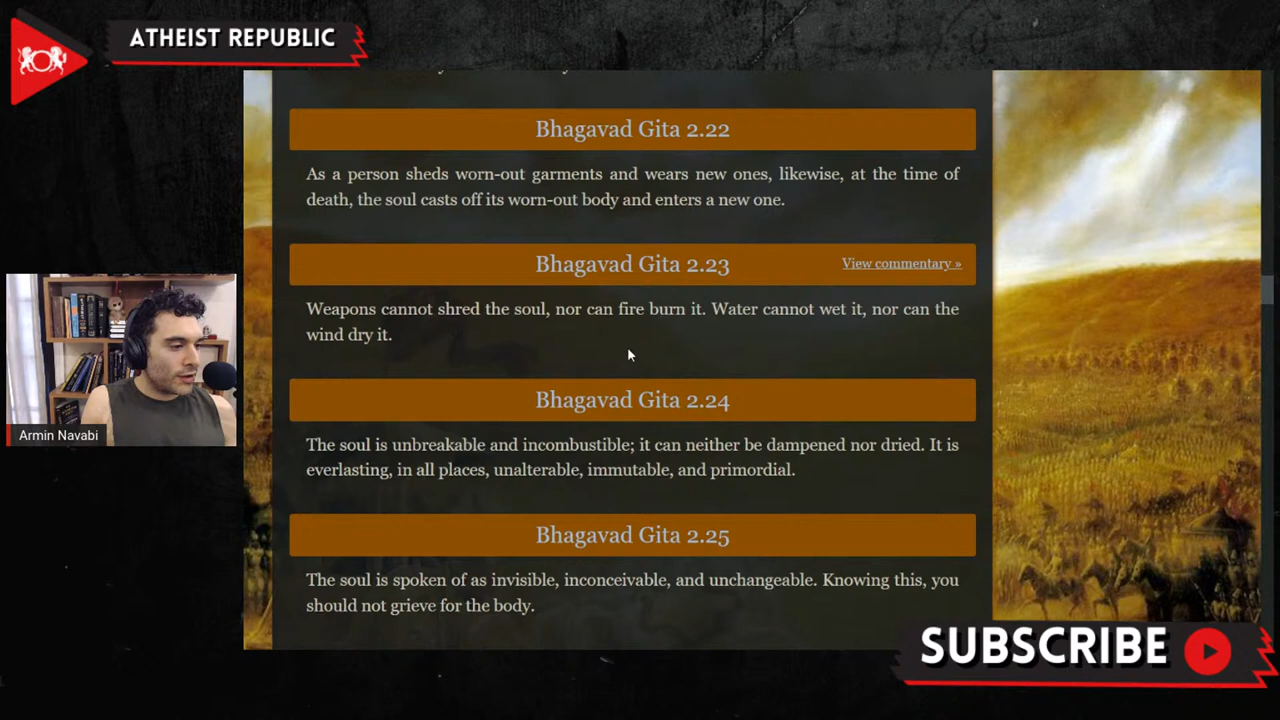 ATHEIST REPUBLIC
Bhagavad Gita 2.22
As a person sheds worn-out garments and wears new ones, likewise, at the time of
death, the soul casts off its worn-out body and enters a new one.
Bhagavad Gita 2.23
View commentary »
Weapons cannot shred the soul, nor can fire burn it. Water cannot wet it, nor can the
wind dry it.
Bhagavad Gita 2.24
The soul is unbreakable and incombustible; it can neither be dampened nor dried. It is
everlasting, in all places, unalterable, immutable, and primordial.
Bhagavad Gita 2.25
The soul is spoken of as invisible, inconceivable, and unchangeable. Knowing this, you
should not grieve for the body.
Armin Navabi
SUBSCRIBE